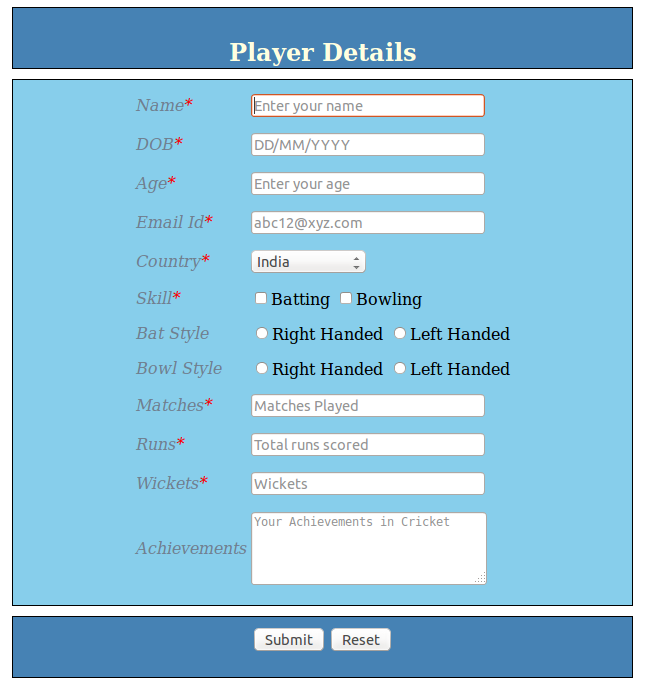 Player Details
Name* Enter your name
DOB* DD/MM/YYYY
Age* Enter your age
Email Id* abc12@xyz.com
Country* India
Skill* Batting Bowling
Bat Style Right Handed Left Handed
Bowl Style Right Handed Left Handed
Matches* Matches Played
Runs* Total runs scored
Wickets* Wickets
Achievements Your Achievements in Cricket
Submit Reset